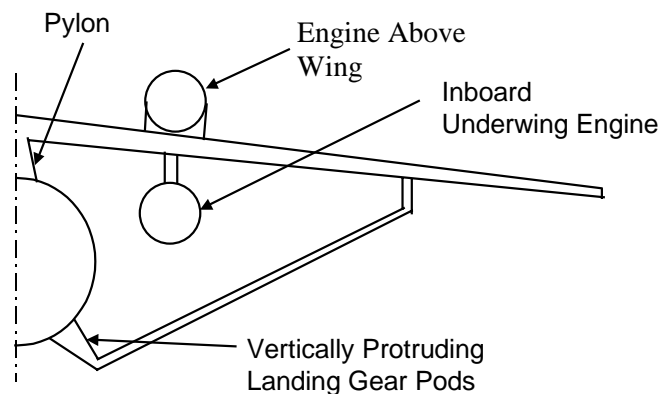 Pylon
Engine Above
Wing
Inboard
Underwing Engine
Vertically Protruding
Landing Gear Pods